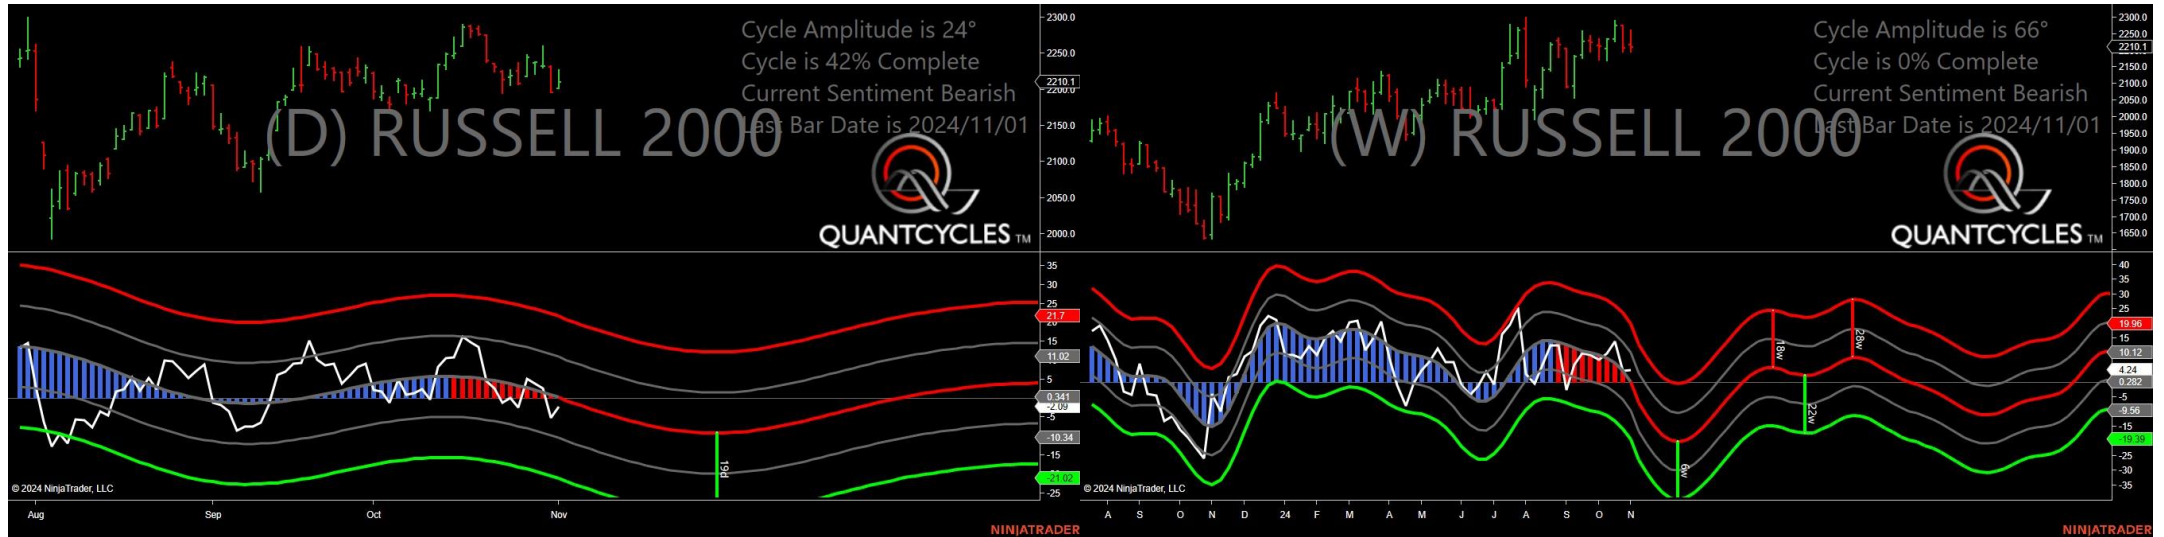 Cycle Amplitude is 24°
Cycle is 42% Complete
Current Sentiment Bearish
Last Bar Date is 2024/11/01
(D) RUSSELL 2000
QUANTCYCLES TM
2300.0
2250.0
2210.1
2200.0
2150.0
2100.0
2050.0
2000.0
35
30
25
21.7
20
15
11.02
5
0.341
-2.09
-5
-10.34
-15
-21.02
-25
19d
© 2024 NinjaTrader, LLC
Aug
Sep
Oct
Nov
NINJATRADER
Cycle Amplitude is 66°
Cycle is 0% Complete
Current Sentiment Bearish
Last Bar Date is 2024/11/01
(W) RUSSELL 2000
QUANTCYCLES TM
2300.0
2250.0
2210.1
2150.0
2100.0
2050.0
2000.0
1950.0
1900.0
1850.0
1800.0
1750.0
1700.0
1650.0
40
35
30
25
19.96
15
10.12
4.24
0.282
-5
-9.56
-15
-19.39
-25
-30
-35
6w
18w
22w
28w
© 2024 NinjaTrader, LLC
A S O N D 24 F M A M J J A S O N
NINJATRADER